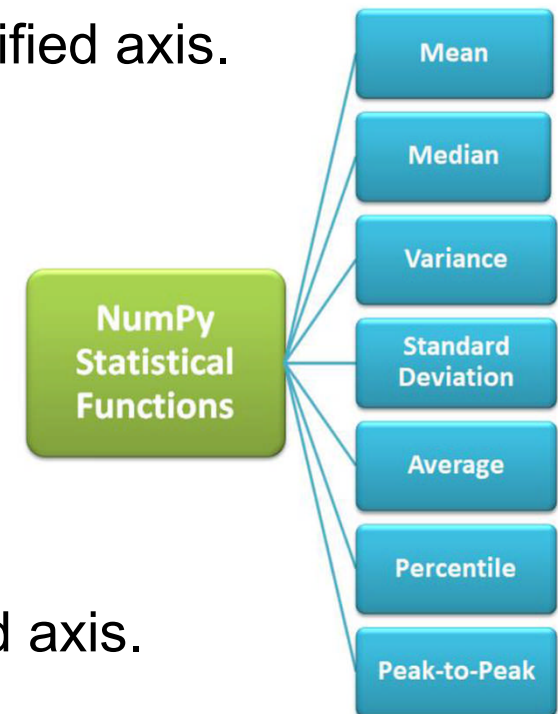 ified axis.
Mean
Median
Variance
NumPy
Statistical
Functions
Standard
Deviation
Average
Percentile
d axis.
Peak-to-Peak